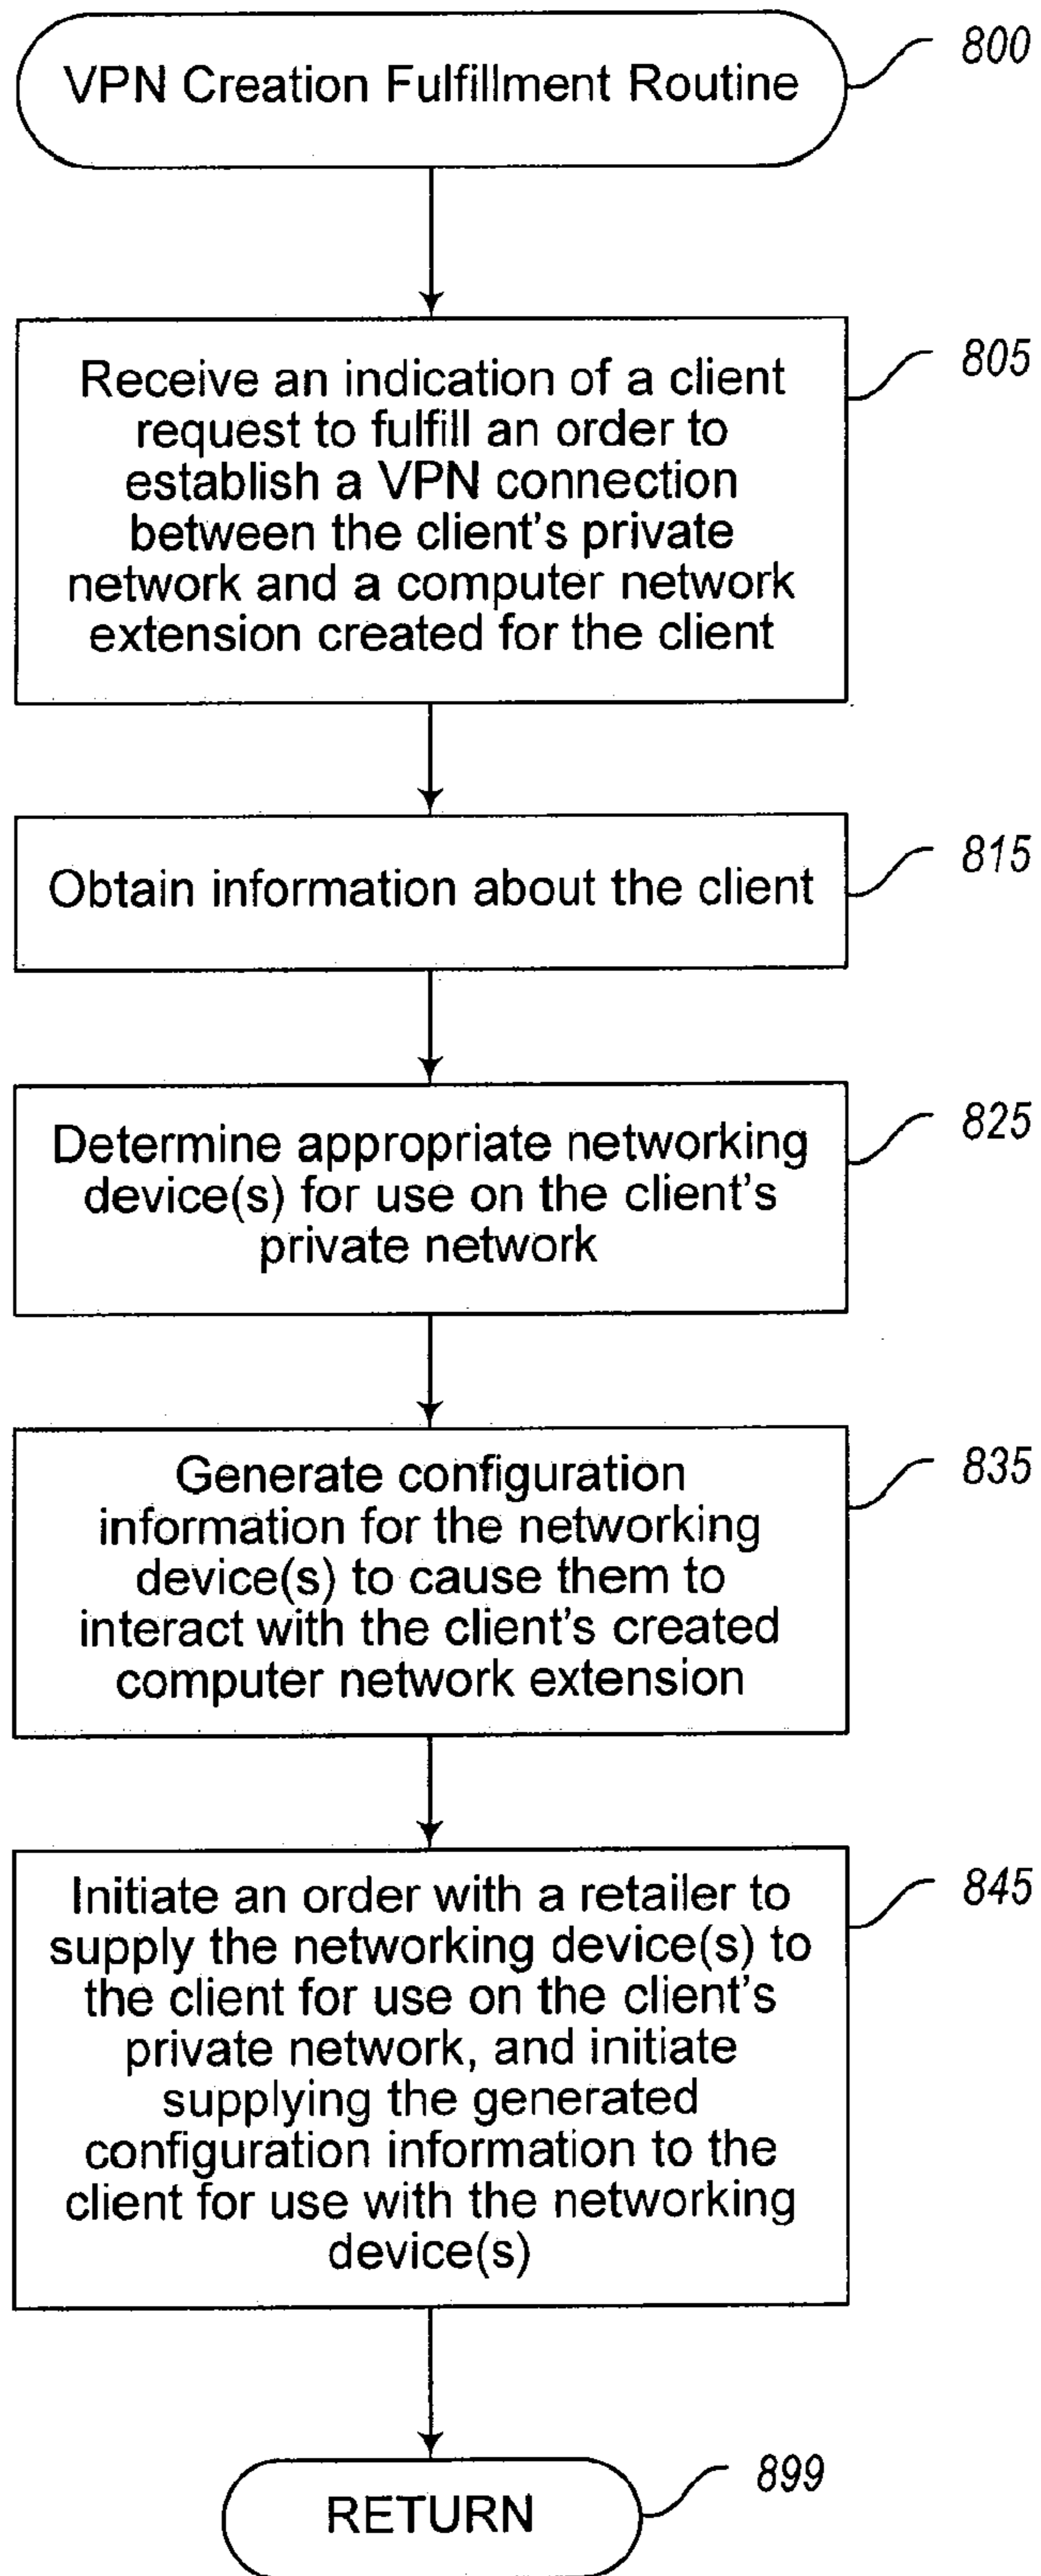 VPN Creation Fulfillment Routine
800
Receive an indication of a client
request to fulfill an order to
establish a VPN connection
between the client's private
network and a computer network
extension created for the client
805
Obtain information about the client
815
Determine appropriate networking
device(s) for use on the client's
private network
825
Generate configuration
information for the networking
device(s) to cause them to
interact with the client's created
computer network extension
835
Initiate an order with a retailer to
supply the networking device(s) to
the client for use on the client's
private network, and initiate
supplying the generated
configuration information to the
client for use with the networking
device(s)
845
RETURN
899